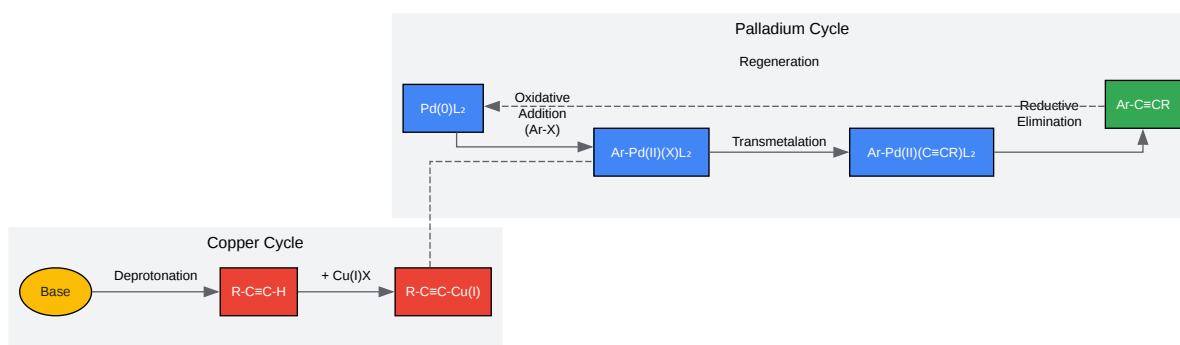 Palladium Cycle
Regeneration
Pd(0)L₂
Oxidative
Addition
(Ar-X)
Ar-Pd(II)(X)L₂
Transmetalation
Ar-Pd(II)(C≡CR)L₂
Reductive
Elimination
Ar-C≡CR
Copper Cycle
Base
Deprotonation
R-C≡C-H
+ Cu(I)X
R-C≡C-Cu(I)